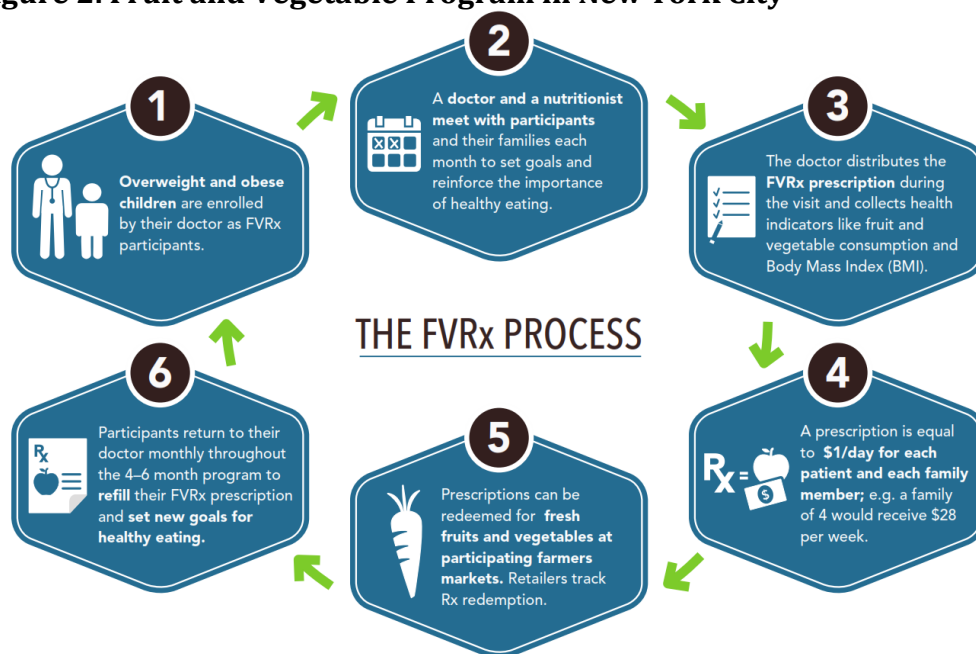 Figure 2: Fruit and Vegetable Program in New York City
1
Overweight and obese
children are enrolled
by their doctor as FVRx
participants.
2
A doctor and a nutritionist
meet with participants
and their families each
month to set goals and
reinforce the importance
of healthy eating.
3
The doctor distributes the
FVRx prescription during
the visit and collects health
indicators like fruit and
vegetable consumption and
Body Mass Index (BMI).
THE FVRx PROCESS
4
Rx=
$
A prescription is equal
to $1/day for each
patient and each family
member; e.g. a family
of 4 would receive $28
per week.
5
Prescriptions can be
redeemed for fresh
fruits and vegetables at
participating farmers
markets. Retailers track
Rx redemption.
6
Rx
Participants return to their
doctor monthly throughout
the 4–6 month program to
refill their FVRx prescription
and set new goals for
healthy eating.